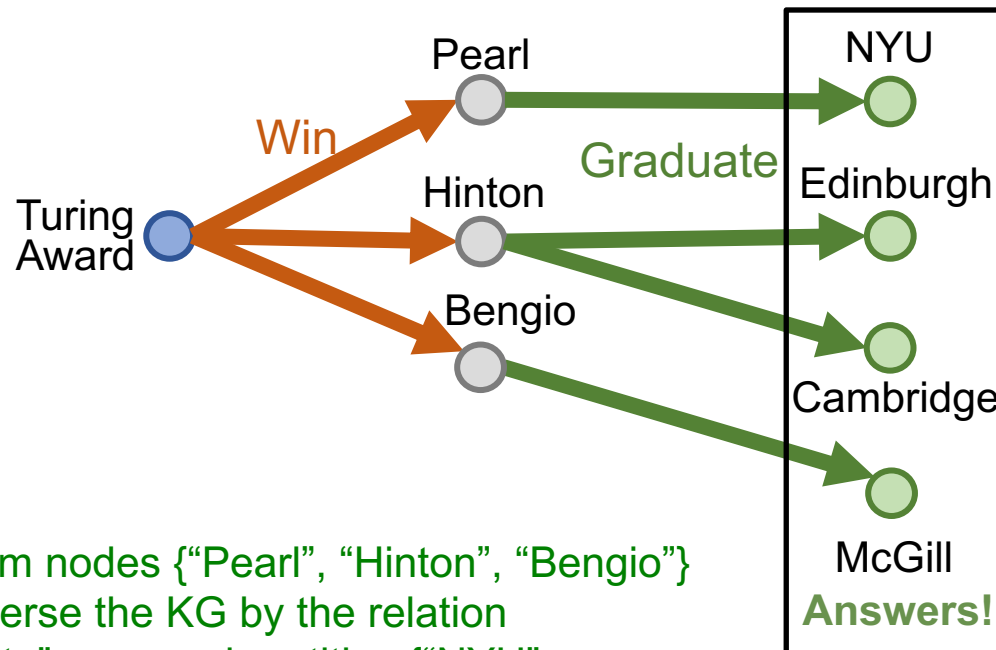 Pearl
NYU
Win
Graduate
Hinton
Edinburgh
Turing
Award
Bengio
Cambridge
McGill
nodes {“Pearl”, “Hinton”, “Bengio”}
the KG by the relation
Answers!